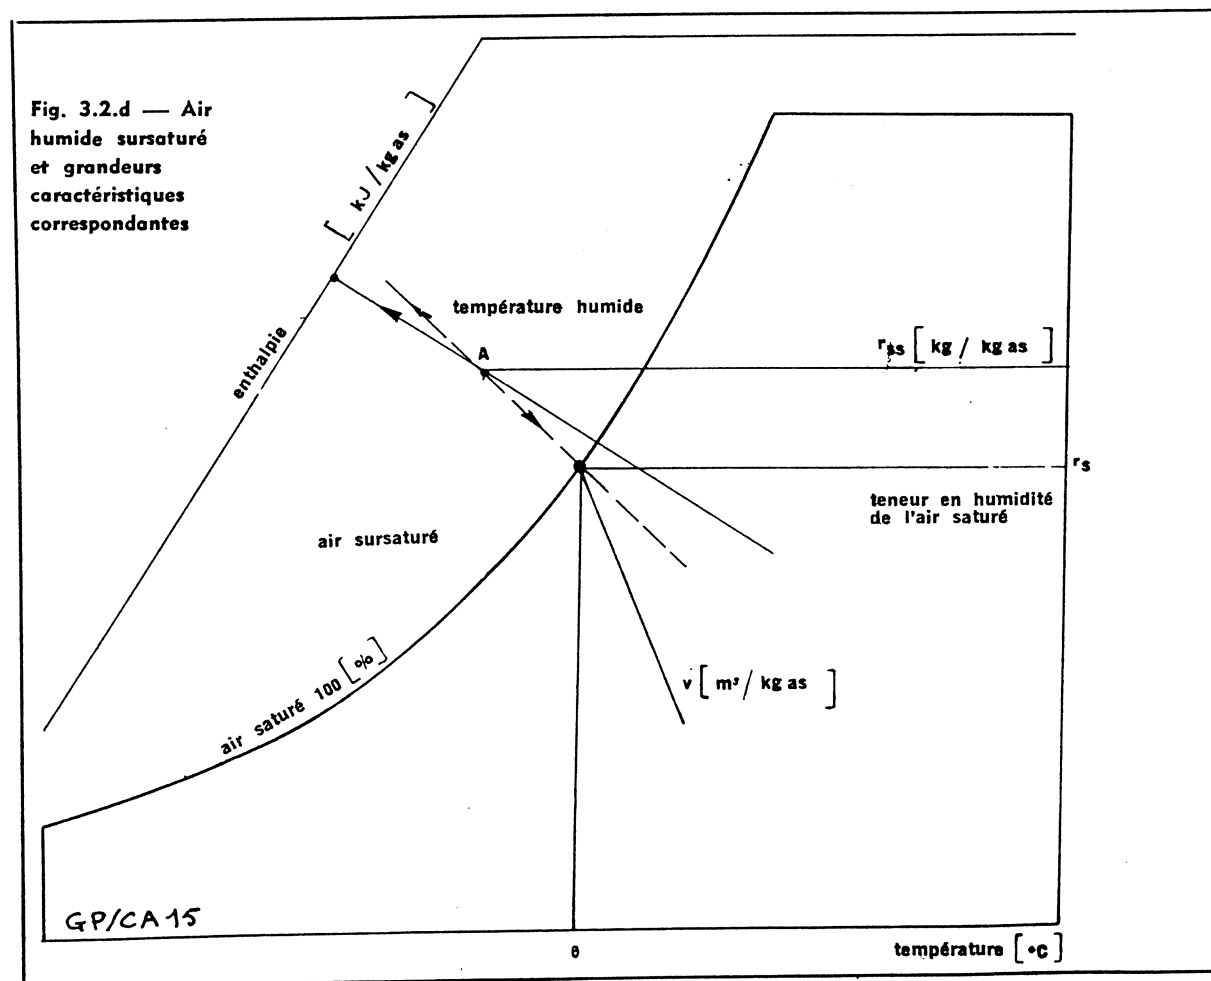 Fig. 3.2.d — Air
humide sursaturé
et grandeurs
caractéristiques
correspondantes
[ kJ/kg as ]
enthalpie
température humide
A
rss [ kg / kg as ]
rs
teneur en humidité
de l'air saturé
air sursaturé
air saturé 100 [%]
v [ m³/ kg as ]
GP/CA 15
θ
température [°C]